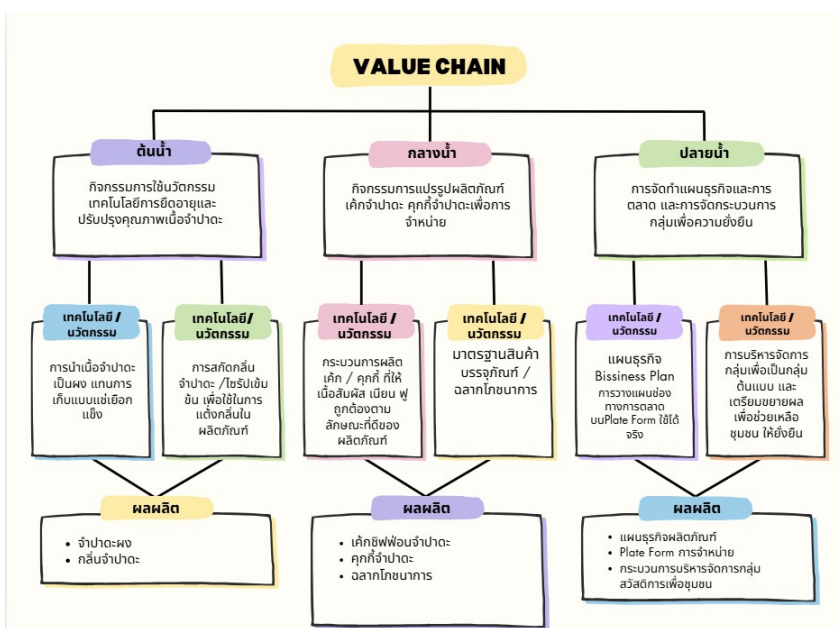 VALUE CHAIN
ต้นน้ำ
กิจกรรมการใช้นวัตกรรม
เทคโนโลยีการยืดอายุและ
ปรับปรุงคุณภาพเนื้อจำปาดะ
กลางน้ำ
กิจกรรมการแปรรูปผลิตภัณฑ์
เค้กจำปาดะ คุกกี้จำปาดะเพื่อการ
จำหน่าย
ปลายน้ำ
การจัดทำแผนธุรกิจและการ
ตลาด และการจัดกระบวนการ
กลุ่มเพื่อความยั่งยืน
เทคโนโลยี /
นวัตกรรม
การนำเนื้อจำปาดะ
เป็นผง แทนการ
เก็บแบบแช่เยือก
แข็ง
เทคโนโลยี/
นวัตกรรม
การสกัดกลิ่น
จำปาดะ /ไซรัปเข้ม
ข้น เพื่อใช้ในการ
แต้งกลิ่นใน
ผลิตภัณฑ์
เทคโนโลยี /
นวัตกรรม
กระบวนการผลิต
เค้ก / คุกกี้ ที่ให้
เนื้อสัมผัส เนียน ฟู
ถูกต้องตาม
ลักษณะที่ดีของ
ผลิตภัณฑ์
เทคโนโลยี /
นวัตกรรม
มาตรฐานสินค้า
บรรจุภัณฑ์ /
ฉลากโภชนาการ
เทคโนโลยี /
นวัตกรรม
แผนธุรกิจ
Bissiness Plan
การวางแผนช่อง
ทางการตลาด
บนPlate Form ใช้ได้
จริง
เทคโนโลยี /
นวัตกรรม
การบริหารจัดการ
กลุ่มเพื่อเป็นกลุ่ม
ต้นแบบ และ
เตรียมขยายผล
เพื่อช่วยเหลือ
ชุมชน ให้ยั่งยืน
ผลผลิต
• จำปาดะผง
• กลิ่นจำปาดะ
ผลผลิต
• เค้กชิฟฟ่อนจำปาดะ
• คุกกี้จำปาดะ
• ฉลากโภชนาการ
ผลผลิต
• แผนธุรกิจผลิตภัณฑ์
• Plate Form การจำหน่าย
• กระบวนการบริหารจัดการกลุ่ม
สวัสดิการเพื่อชุมชน